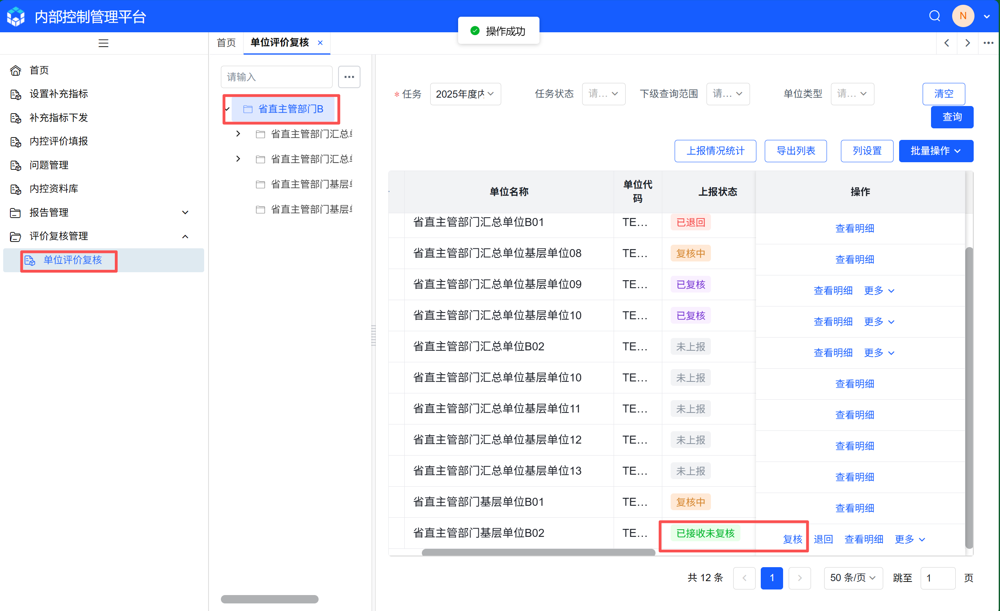 内部控制管理平台
操作成功
N
首页
单位评价复核
首页
设置补充指标
补充指标下发
内控评价填报
问题管理
内控资料库
报告管理
评价复核管理
单位评价复核
请输入
省直主管部门B
省直主管部门汇总
省直主管部门汇总
省直主管部门基层
省直主管部门基层
* 任务 2025年度内 任务状态 请... 下级查询范围 请... 单位类型 请... 清空
查询
上报情况统计 导出列表 列设置 批量操作
单位名称 单位代码 上报状态 操作
省直主管部门汇总单位B01 TE... 已退回 查看明细
省直主管部门汇总单位基层单位08 TE... 复核中 查看明细
省直主管部门汇总单位基层单位09 TE... 已复核 查看明细 更多
省直主管部门汇总单位基层单位10 TE... 已复核 查看明细 更多
省直主管部门汇总单位B02 TE... 未上报 查看明细 更多
省直主管部门汇总单位基层单位10 TE... 未上报 查看明细
省直主管部门汇总单位基层单位11 TE... 未上报 查看明细
省直主管部门汇总单位基层单位12 TE... 未上报 查看明细
省直主管部门汇总单位基层单位13 TE... 未上报 查看明细
省直主管部门基层单位B01 TE... 复核中 查看明细
省直主管部门基层单位B02 TE... 已接收未复核 复核 退回 查看明细 更多
共 12 条 1 50 条/页 跳至 1 页